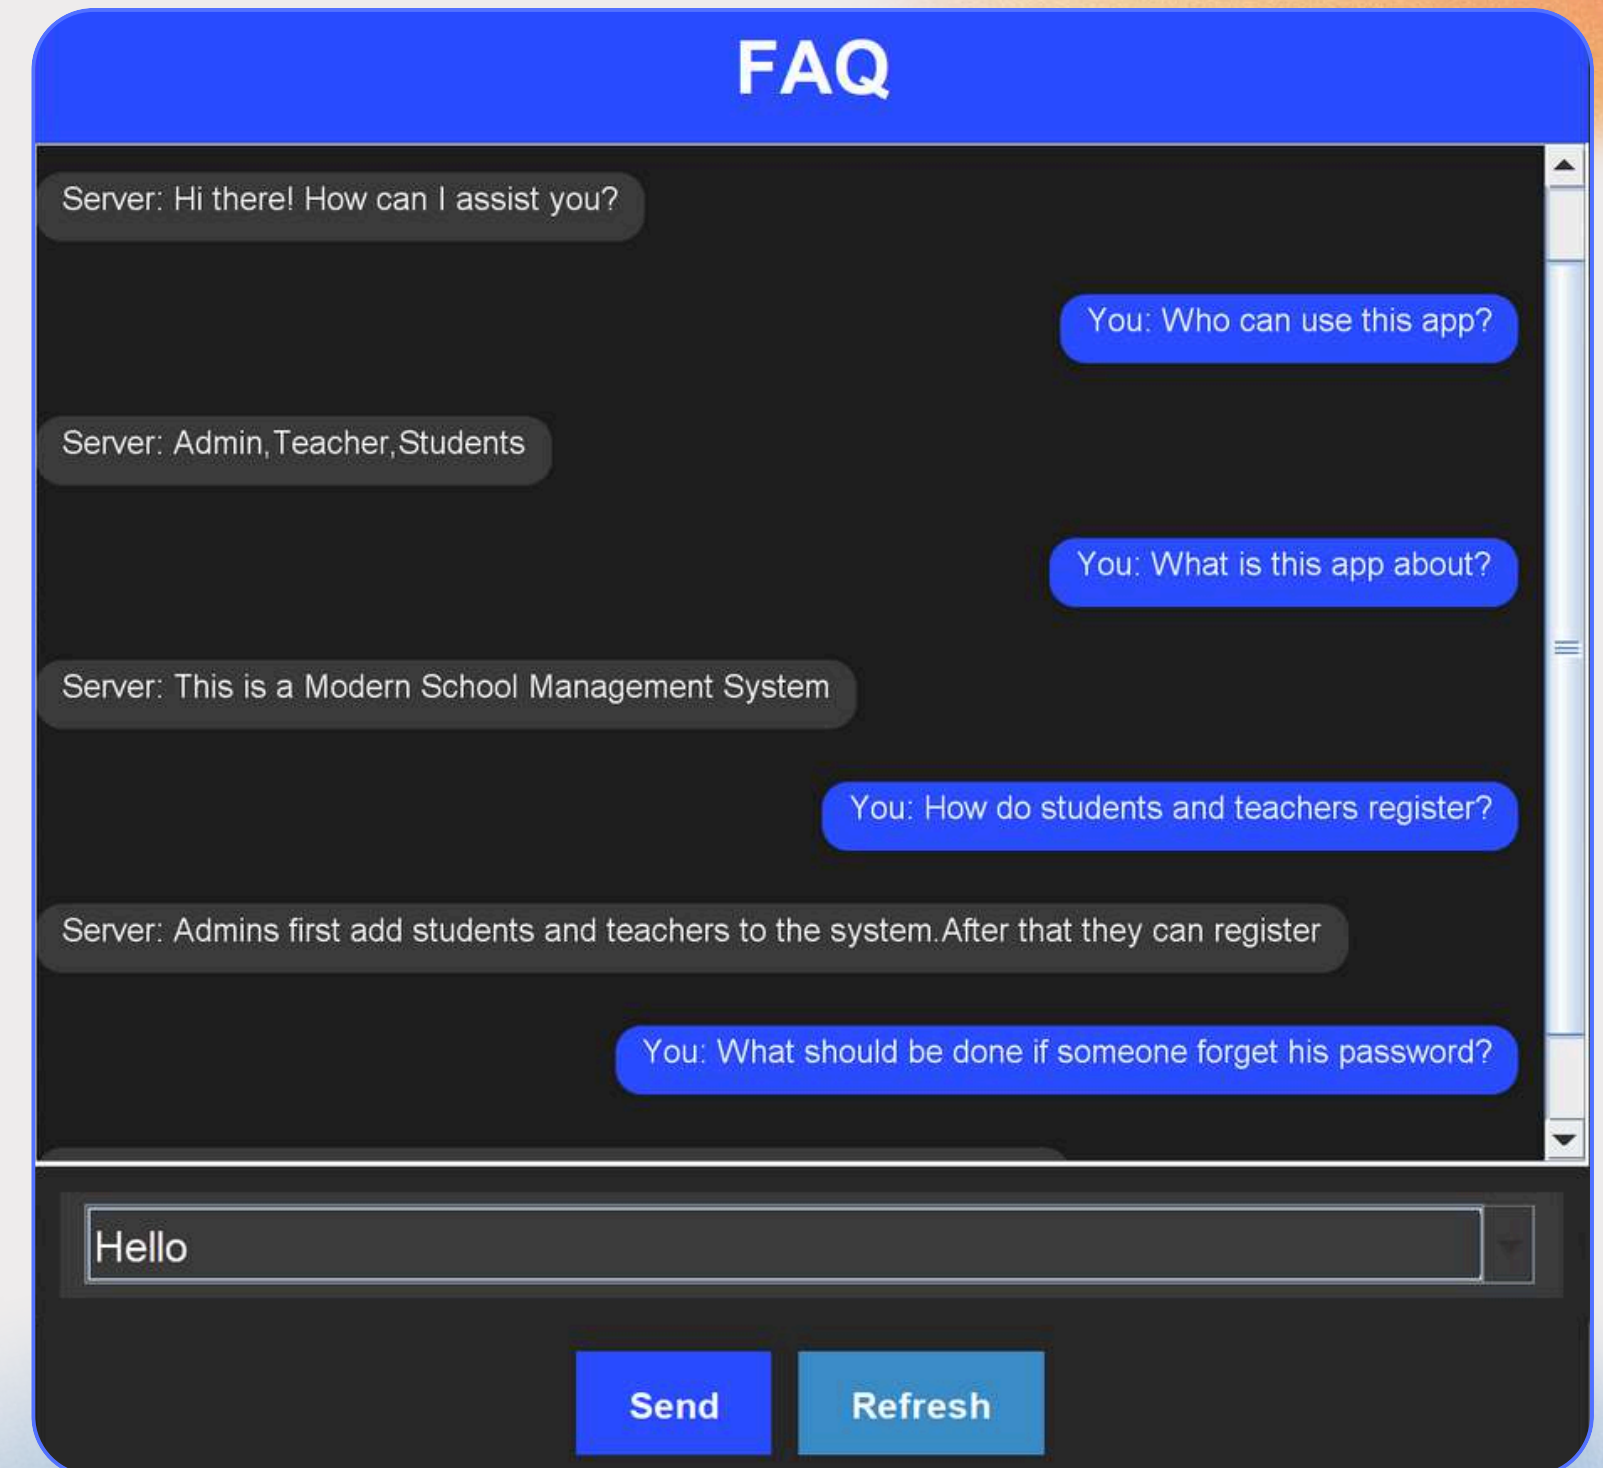 FAQ
Server: Hi there! How can I assist you?
You: Who can use this app?
Server: Admin,Teacher,Students
You: What is this app about?
Server: This is a Modern School Management System
You: How do students and teachers register?
Server: Admins first add students and teachers to the system.After that they can register
You: What should be done if someone forget his password?
Hello
Send
Refresh